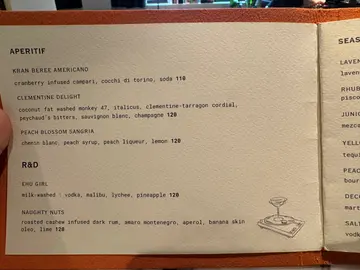 APERITIF
KRAN BEREE AMERICANO
cranberry infused campari, cocchi di torino, soda 110
CLEMENTINE DELIGHT
coconut fat washed monkey 47, italicus, clementine-tarragon cordial,
peychaud's bitters, sauvignon blanc, champagne 120
PEACH BLOSSOM SANGRIA
chenin blanc, peach syrup, peach liqueur, lemon 120
R&D
EMO GIRL
milk-washed : vodka, malibu, lychee, pineapple 120
NAUGHTY NUTS
roasted cashew infused dark rum, amaro montenegro, aperol, banana skin
oleo, lime 120
SEAS
LAVEN
laven
RHUB
pisco
JUNI
mezca
YELL
tequ
PEAC
bour
DECO
mart
SALT
vodk